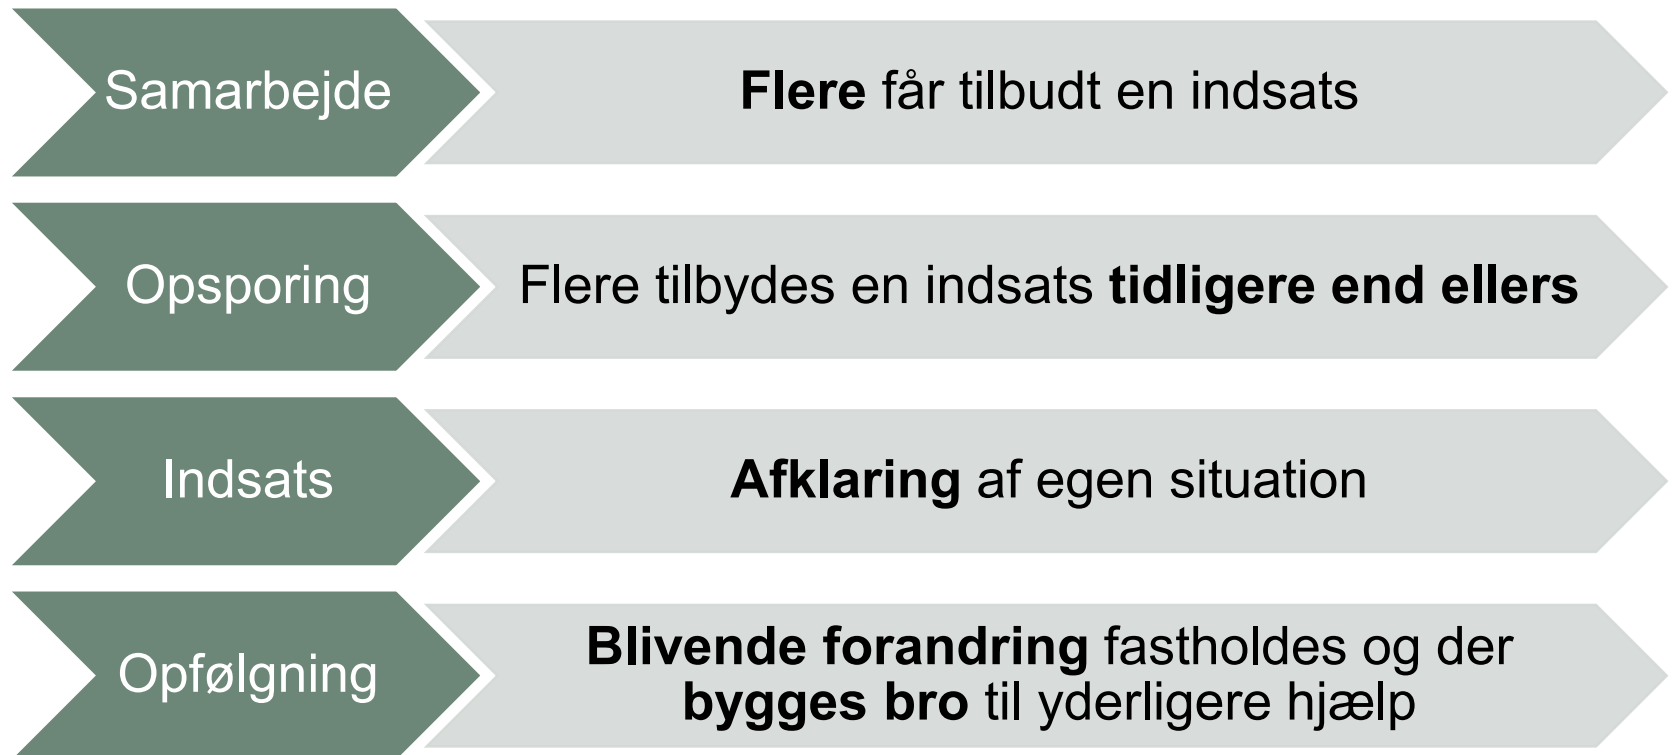 Samarbejde
Flere får tilbudt en indsats
Opsporing
Flere tilbydes en indsats tidligere end ellers
Indsats
Afklaring af egen situation
Opfølgning
Blivende forandring fastholdes og der
bygges bro til yderligere hjælp